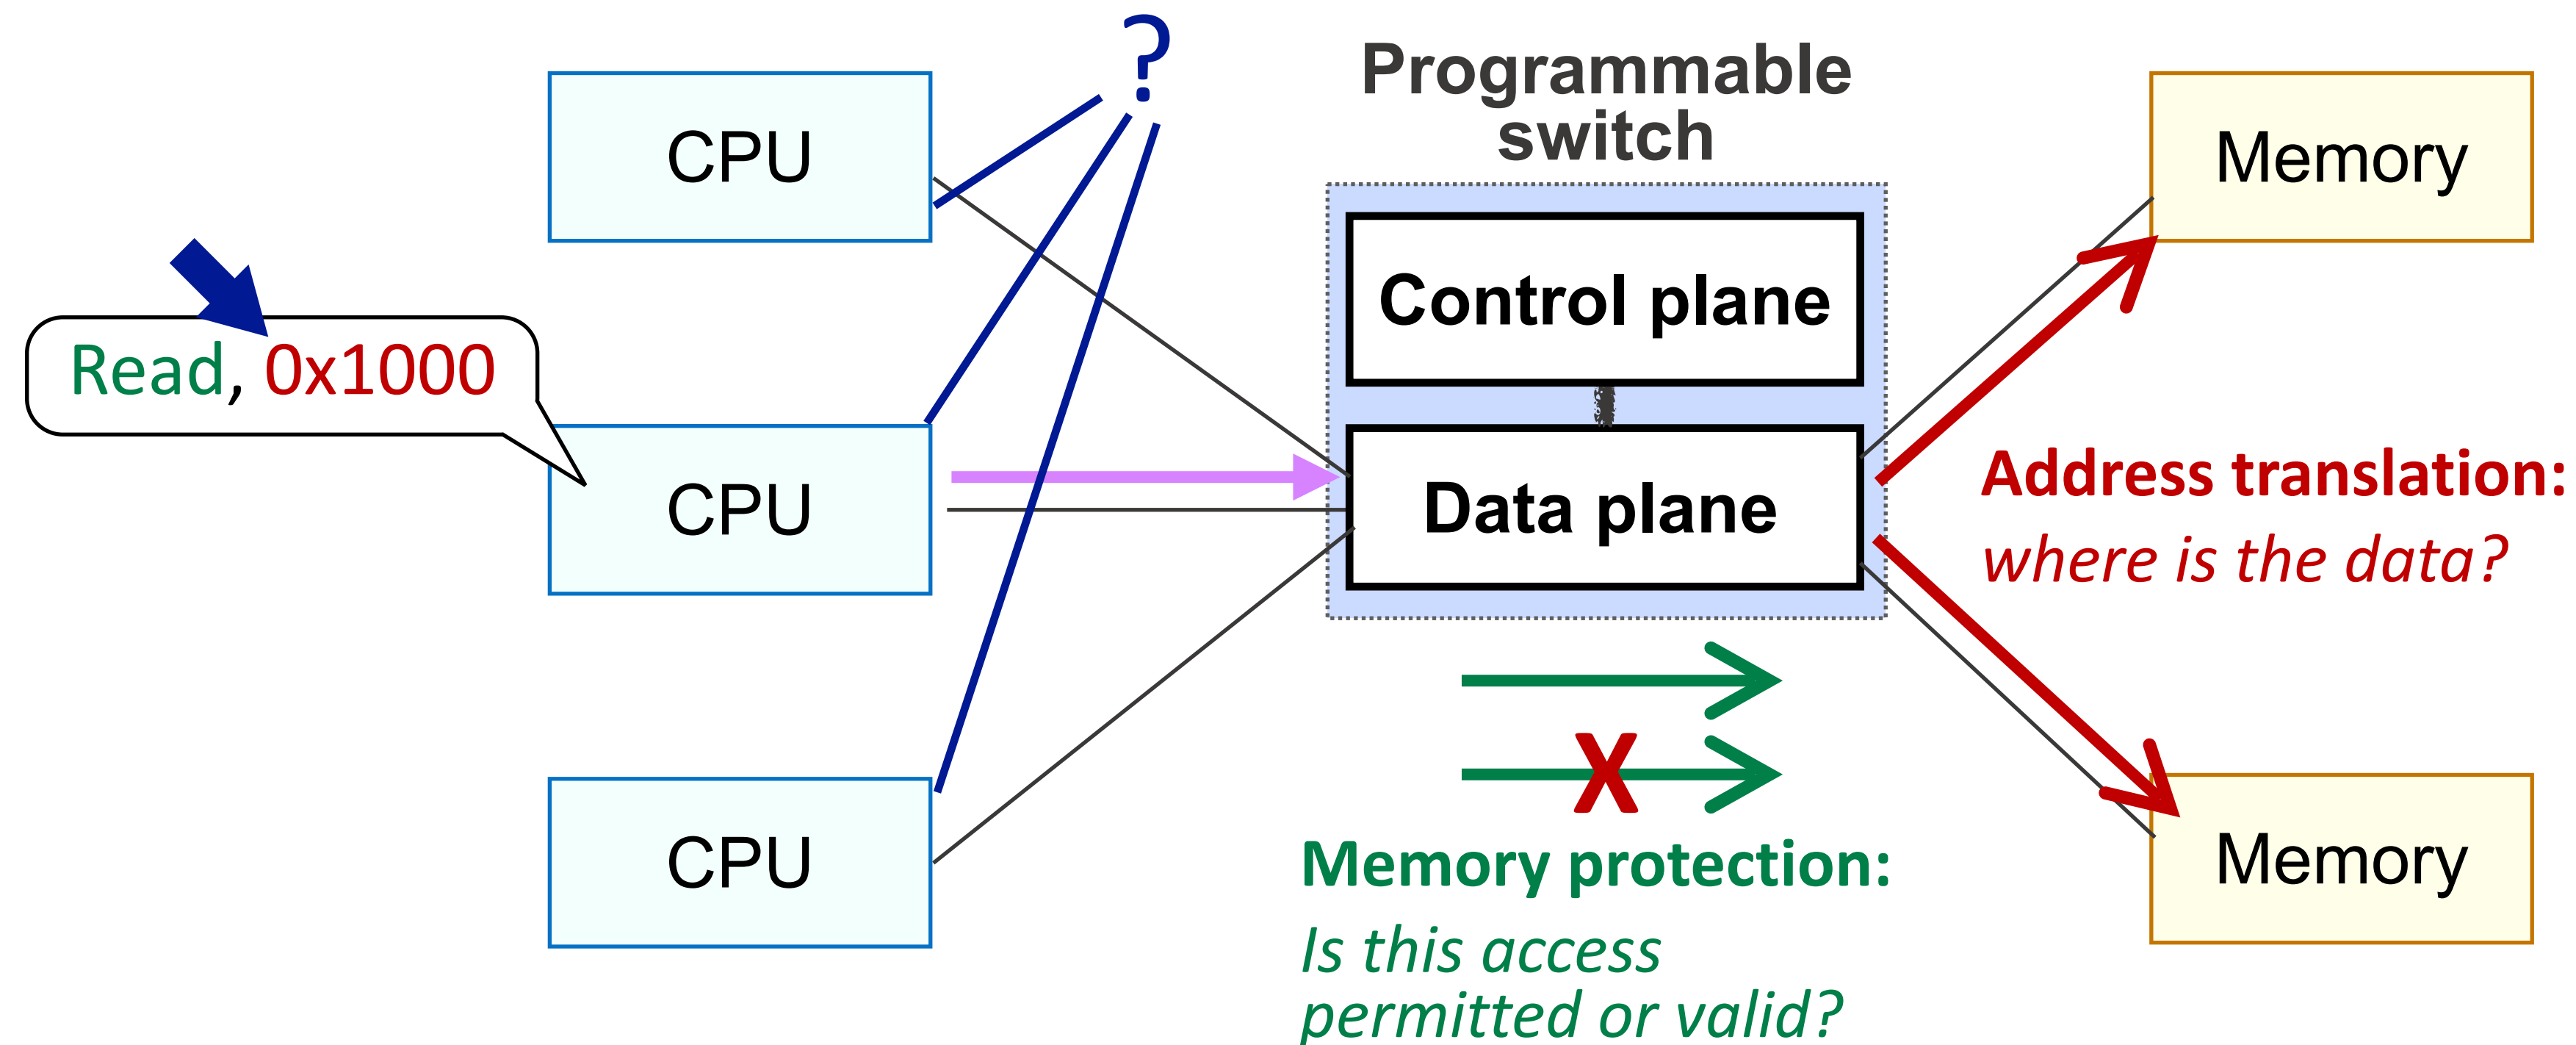 ?
Programmable
switch
CPU
Memory
Control plane
Read, 0x1000
CPU
Data plane
Address translation:
where is the data?
X
CPU
Memory
Memory protection:
Is this access
permitted or valid?